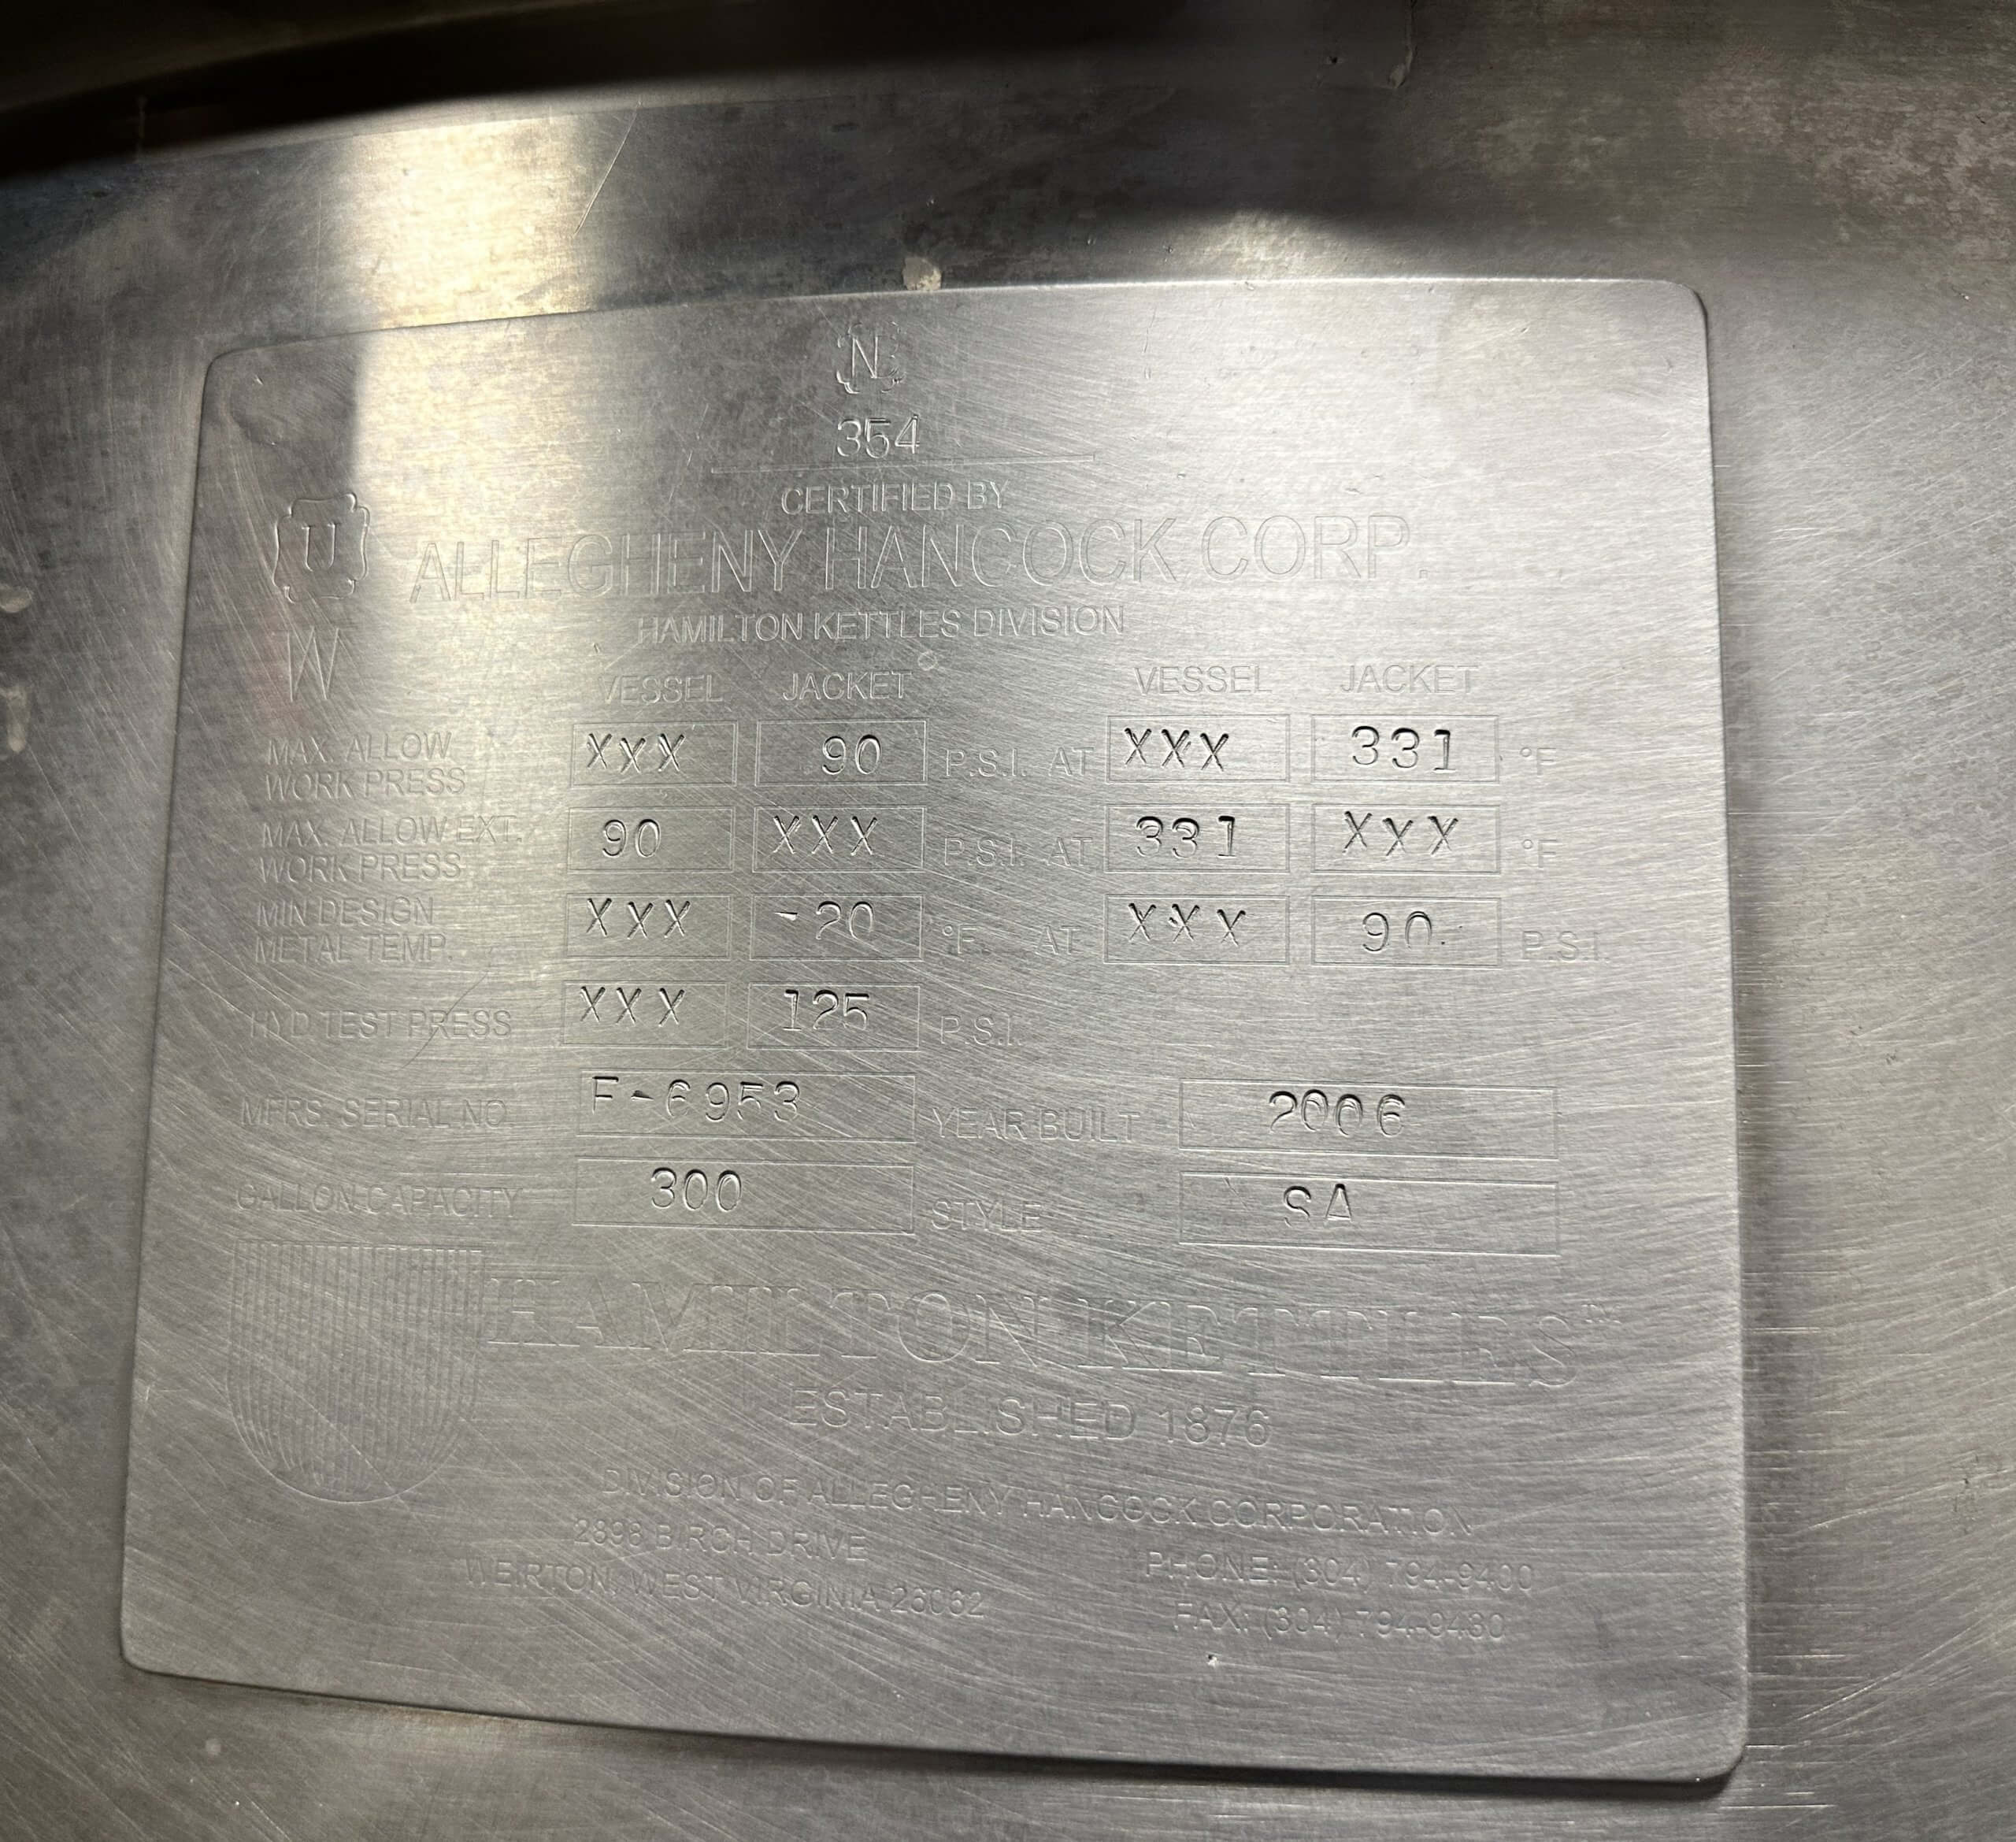 N
354
CERTIFIED BY
U
ALLEGHENY HANCOCK CORP.
HAMILTON KETTLES DIVISION
W
VESSEL JACKET VESSEL JACKET
MAX. ALLOW WORK PRESS XXX 90 P.S.I. AT XXX 331 °F
MAX. ALLOW EXT. WORK PRESS 90 XXX P.S.I. AT 331 XXX °F
MIN DESIGN METAL TEMP. XXX -20 °F. AT XXX 90 P.S.I.
HYD TEST PRESS XXX 125 P.S.I.
MFRS. SERIAL NO. F-6953 YEAR BUILT 2006
GALLON CAPACITY 300 STYLE SA
HAMILTON KETTLES™
ESTABLISHED 1876
DIVISION OF ALLEGHENY HANCOCK CORPORATION
2898 BIRCH DRIVE PHONE: (304) 794-9400
WEIRTON, WEST VIRGINIA 26062 FAX: (304) 794-9430